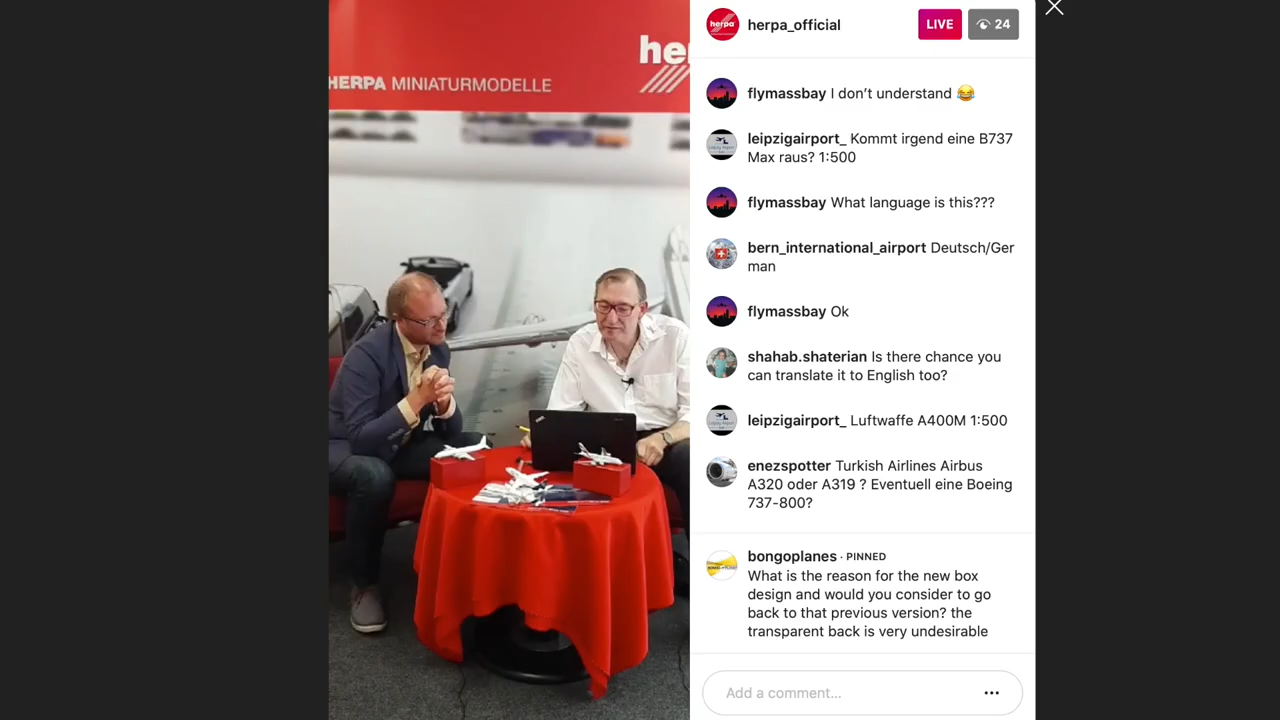 her
HERPA MINIATURMODELLE
herpa
herpa_official
LIVE
24
flymassbay I don't understand 😂
leipzigairport_ Kommt irgend eine B737
Max raus? 1:500
flymassbay What language is this???
bern_international_airport Deutsch/Ger
man
flymassbay Ok
shahab.shaterian Is there chance you
can translate it to English too?
leipzigairport_ Luftwaffe A400M 1:500
enezspotter Turkish Airlines Airbus
A320 oder A319 ? Eventuell eine Boeing
737-800?
bongoplanes · PINNED
What is the reason for the new box
design and would you consider to go
back to that previous version? the
transparent back is very undesirable
Add a comment...